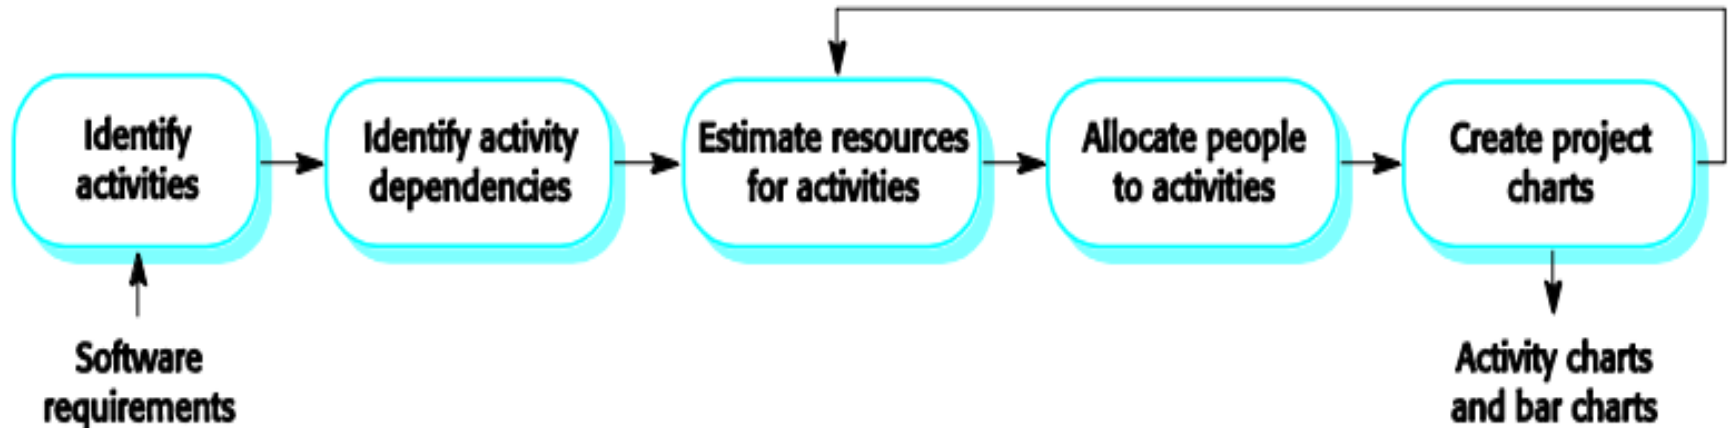 Identify
activities
Identify activity
dependencies
Estimate resources
for activities
Allocate people
to activities
Create project
charts
Software
requirements
Activity charts
and bar charts